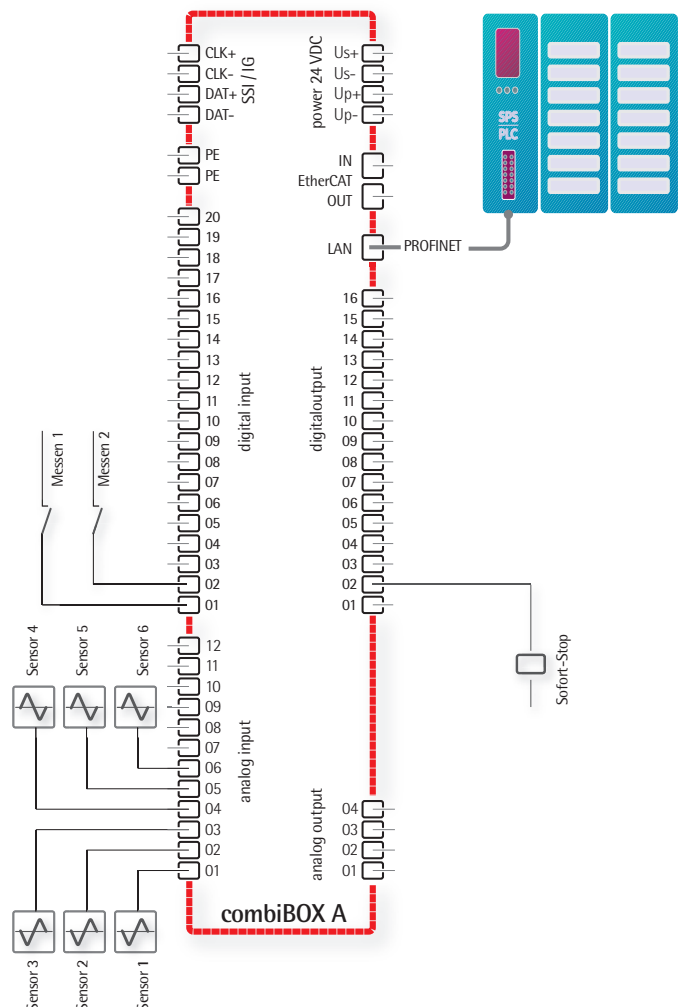 CLK+
CLK-
DAT+
DAT-
SSI / IG
PE
PE
20
19
18
17
16
15
14
13
12
11
10
09
08
07
06
05
04
03
02
01
digital input
12
11
10
09
08
07
06
05
04
03
02
01
analog input
Us+
Us-
Up+
Up-
power 24 VDC
IN
EtherCAT
OUT
LAN
PROFINET
SPS
PLC
16
15
14
13
12
11
10
09
08
07
06
05
04
03
02
01
digitaloutput
04
03
02
01
analog output
Messen 1
Messen 2
Sensor 4
Sensor 5
Sensor 6
Sensor 3
Sensor 2
Sensor 1
Sofort-Stop
combiBOX A